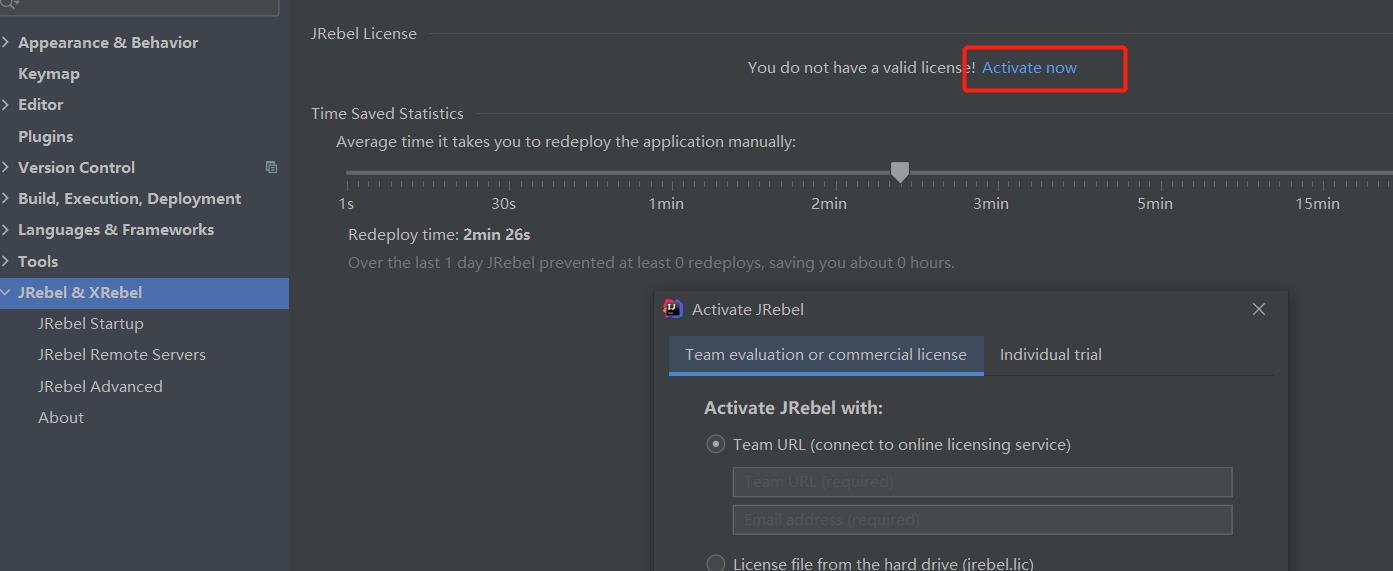 JRebel License
Appearance & Behavior
You do not have a valid license! Activate now
Keymap
Editor
Time Saved Statistics
Plugins
Average time it takes you to redeploy the application manually:
Version Control
Build, Execution, Deployment
1s 30s 1min 2min 3min 5min 15min
Languages & Frameworks
Redeploy time: 2min 26s
Tools
Over the last 1 day JRebel prevented at least 0 redeploys, saving you about 0 hours.
JRebel & XRebel
IJ Activate JRebel
JRebel Startup
JRebel Remote Servers
Team evaluation or commercial license Individual trial
JRebel Advanced
About
Activate JRebel with:
Team URL (connect to online licensing service)
Team URL (required)
Email address (required)
License file from the hard drive (jrebel.lic)